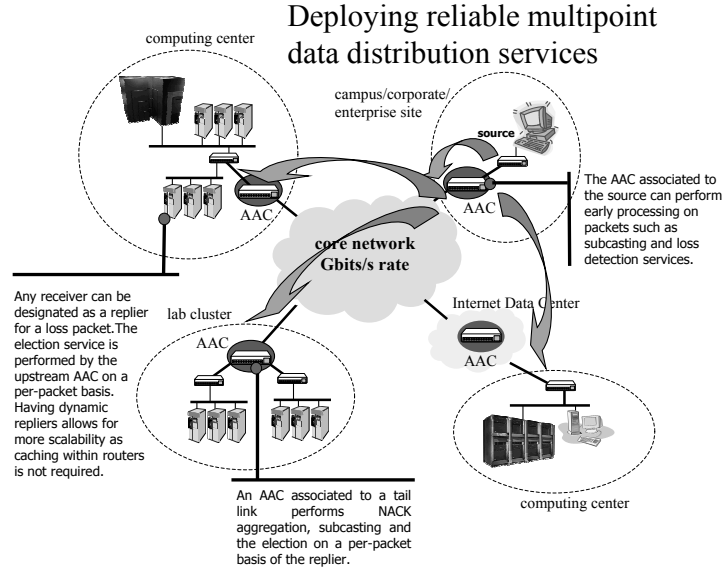 Deploying reliable multipoint
data distribution services
computing center
campus/corporate/
enterprise site
source
AAC
AAC
The AAC associated to
the source can perform
early processing on
packets such as
subcasting and loss
detection services.
core network
Gbits/s rate
Any receiver can be
designated as a replier
for a loss packet.The
election service is
performed by the
upstream AAC on a
per-packet basis.
Having dynamic
repliers allows for
more scalability as
caching within routers
is not required.
lab cluster
AAC
Internet Data Center
AAC
computing center
An AAC associated to a tail
link performs NACK
aggregation, subcasting and
the election on a per-packet
basis of the replier.